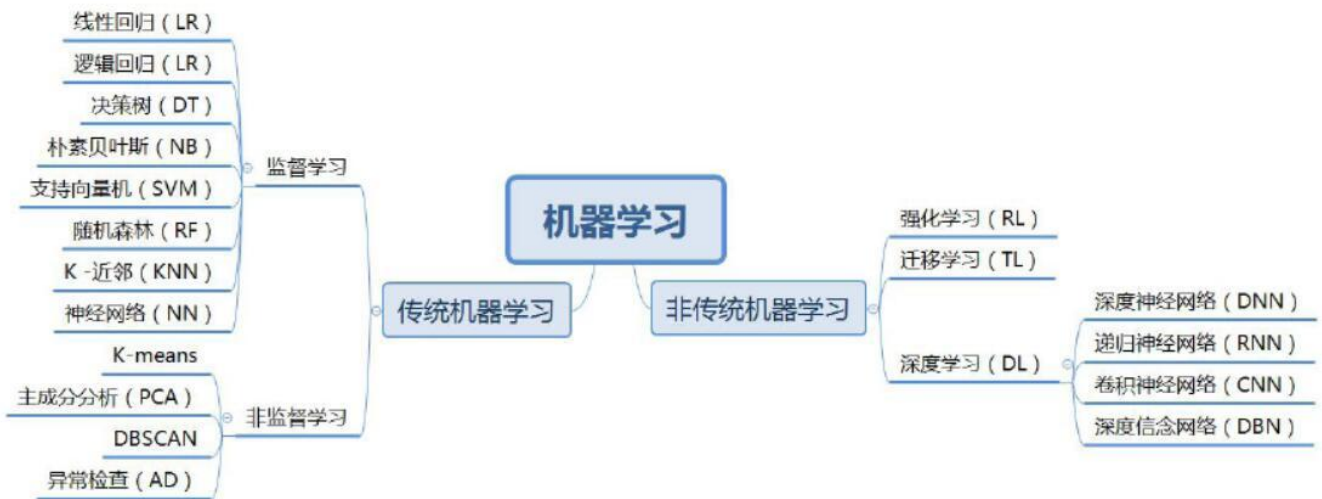 机器学习
传统机器学习
监督学习
线性回归（LR）
逻辑回归（LR）
决策树（DT）
朴素贝叶斯（NB）
支持向量机（SVM）
随机森林（RF）
K -近邻（KNN）
神经网络（NN）
非监督学习
K-means
主成分分析（PCA）
DBSCAN
异常检查（AD）
非传统机器学习
强化学习（RL）
迁移学习（TL）
深度学习（DL）
深度神经网络（DNN）
递归神经网络（RNN）
卷积神经网络（CNN）
深度信念网络（DBN）